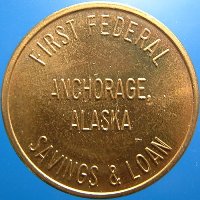 FIRST FEDERAL
ANCHORAGE,
ALASKA
SAVINGS & LOAN